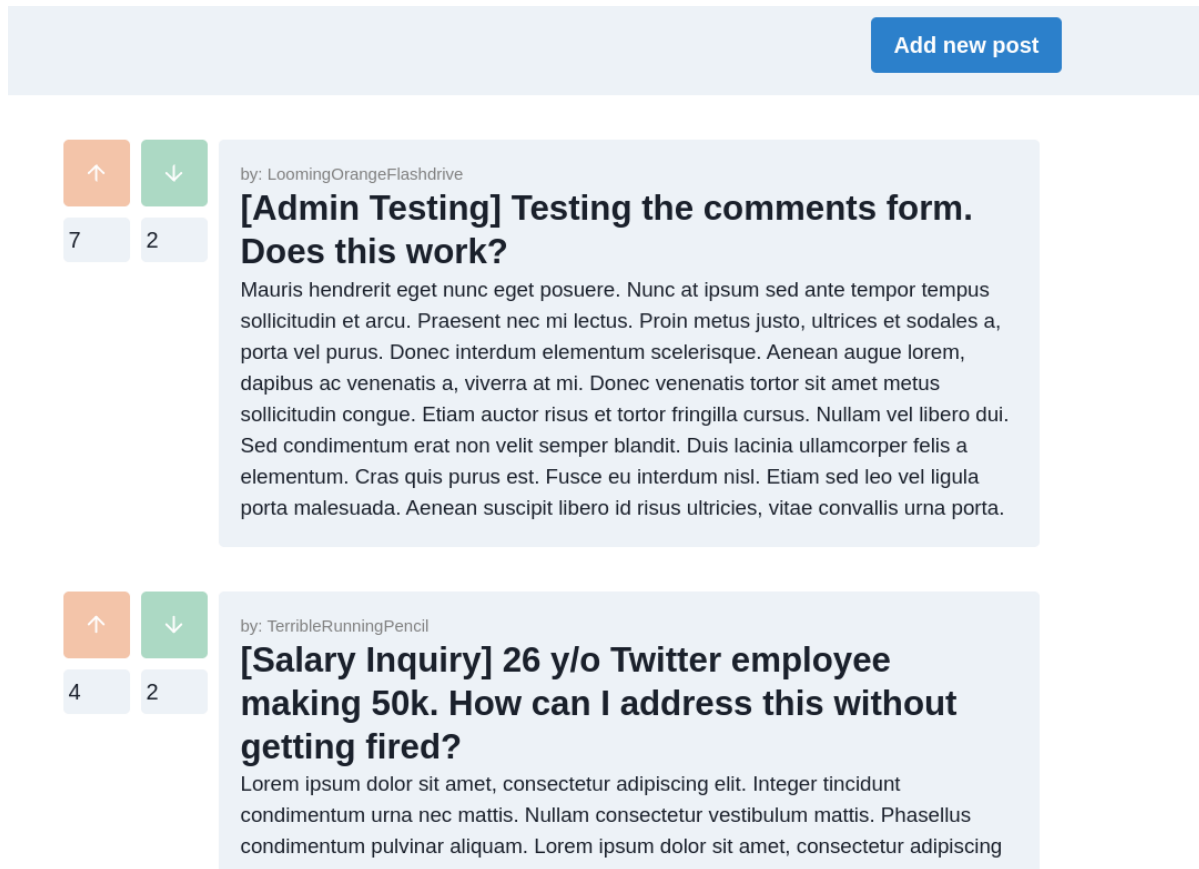 Add new post
by: LoomingOrangeFlashdrive
[Admin Testing] Testing the comments form.
Does this work?
7 2
Mauris hendrerit eget nunc eget posuere. Nunc at ipsum sed ante tempor tempus
sollicitudin et arcu. Praesent nec mi lectus. Proin metus justo, ultrices et sodales a,
porta vel purus. Donec interdum elementum scelerisque. Aenean augue lorem,
dapibus ac venenatis a, viverra at mi. Donec venenatis tortor sit amet metus
sollicitudin congue. Etiam auctor risus et tortor fringilla cursus. Nullam vel libero dui.
Sed condimentum erat non velit semper blandit. Duis lacinia ullamcorper felis a
elementum. Cras quis purus est. Fusce eu interdum nisl. Etiam sed leo vel ligula
porta malesuada. Aenean suscipit libero id risus ultricies, vitae convallis urna porta.
by: TerribleRunningPencil
[Salary Inquiry] 26 y/o Twitter employee
4 2
making 50k. How can I address this without
getting fired?
Lorem ipsum dolor sit amet, consectetur adipiscing elit. Integer tincidunt
condimentum urna nec mattis. Nullam consectetur vestibulum mattis. Phasellus
condimentum pulvinar aliquam. Lorem ipsum dolor sit amet, consectetur adipiscing